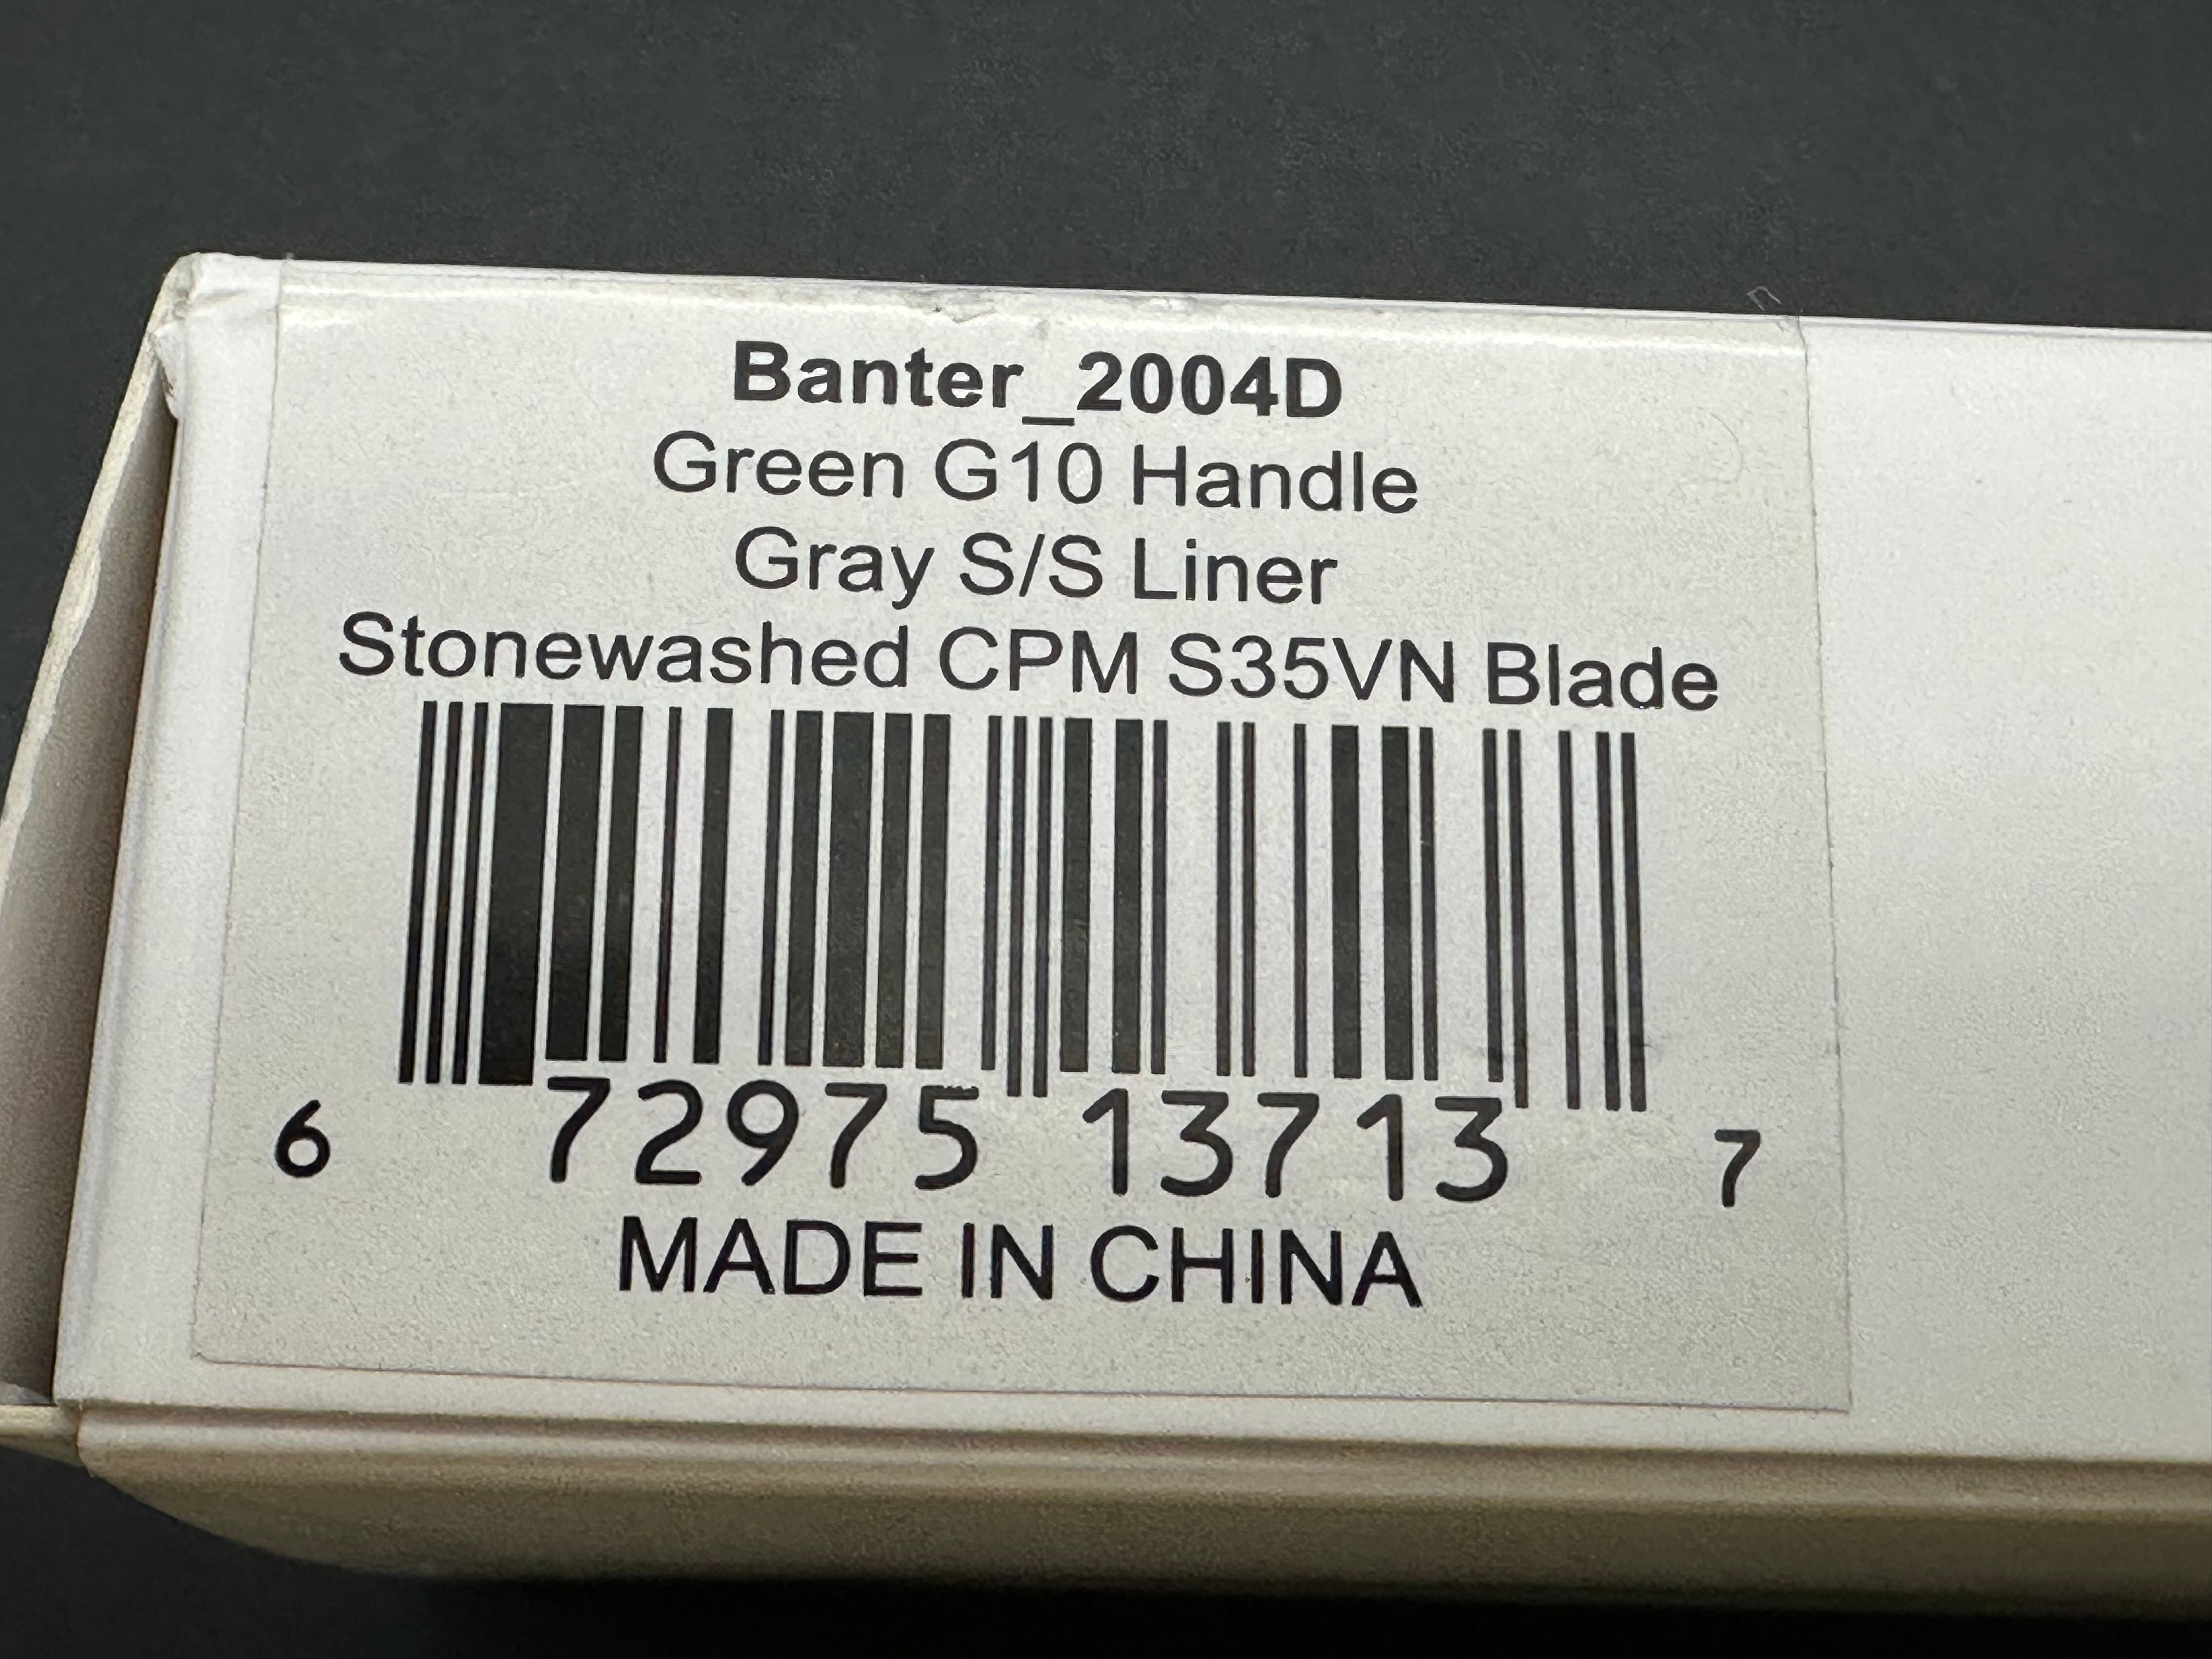 Banter_2004D
Green G10 Handle
Gray S/S Liner
Stonewashed CPM S35VN Blade
6 72975 13713 7
MADE IN CHINA